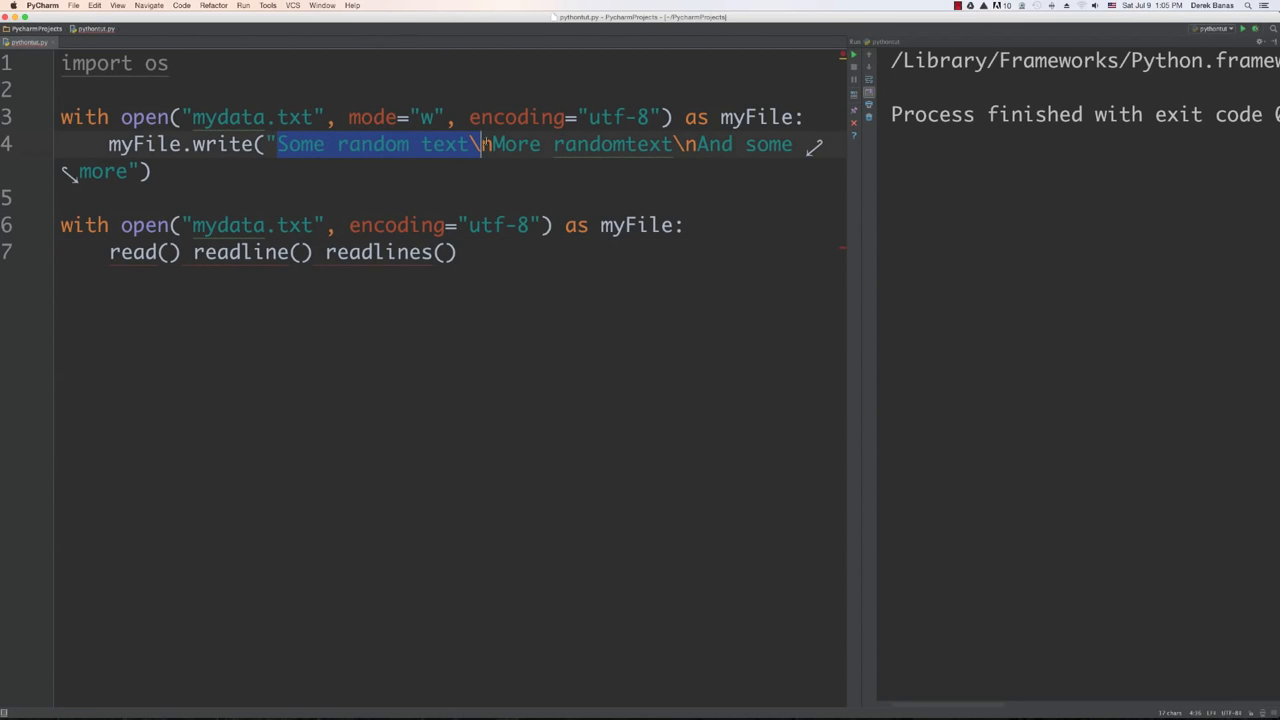 PyCharm File Edit View Navigate Code Refactor Run Tools VCS Window Help 10 Sat Jul 9 1:05 PM Derek Banas
pythontut.py - PycharmProjects - [~/PycharmProjects]
PycharmProjects pythontut.py pythontut
pythontut.py Run pythontut
1 import os
/Library/Frameworks/Python.framew
2
3 with open("mydata.txt", mode="w", encoding="utf-8") as myFile:
Process finished with exit code 0
4 myFile.write("Some random text\nMore randomtext\nAnd some
more")
5
6 with open("mydata.txt", encoding="utf-8") as myFile:
7 read() readline() readlines()
17 chars 4:36 LF UTF-8